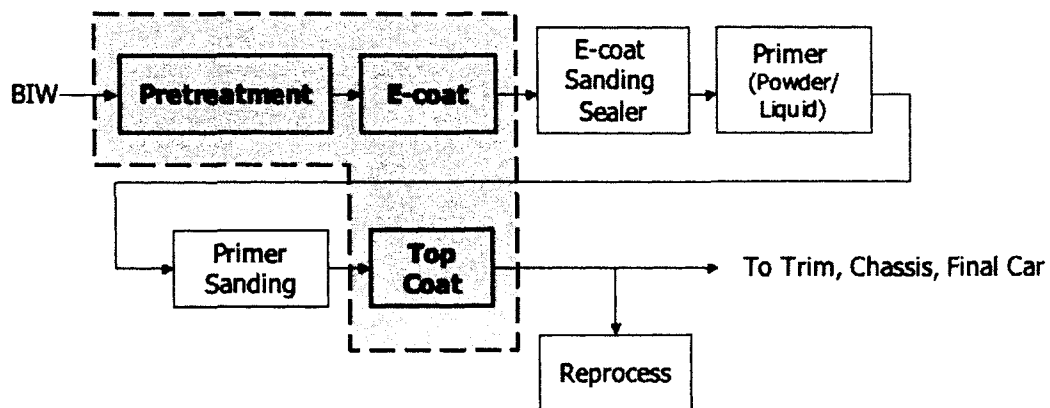 BIW
Pretreatment
E-coat
E-coat
Sanding
Sealer
Primer
(Powder/
Liquid)
Primer
Sanding
Top
Coat
To Trim, Chassis, Final Car
Reprocess